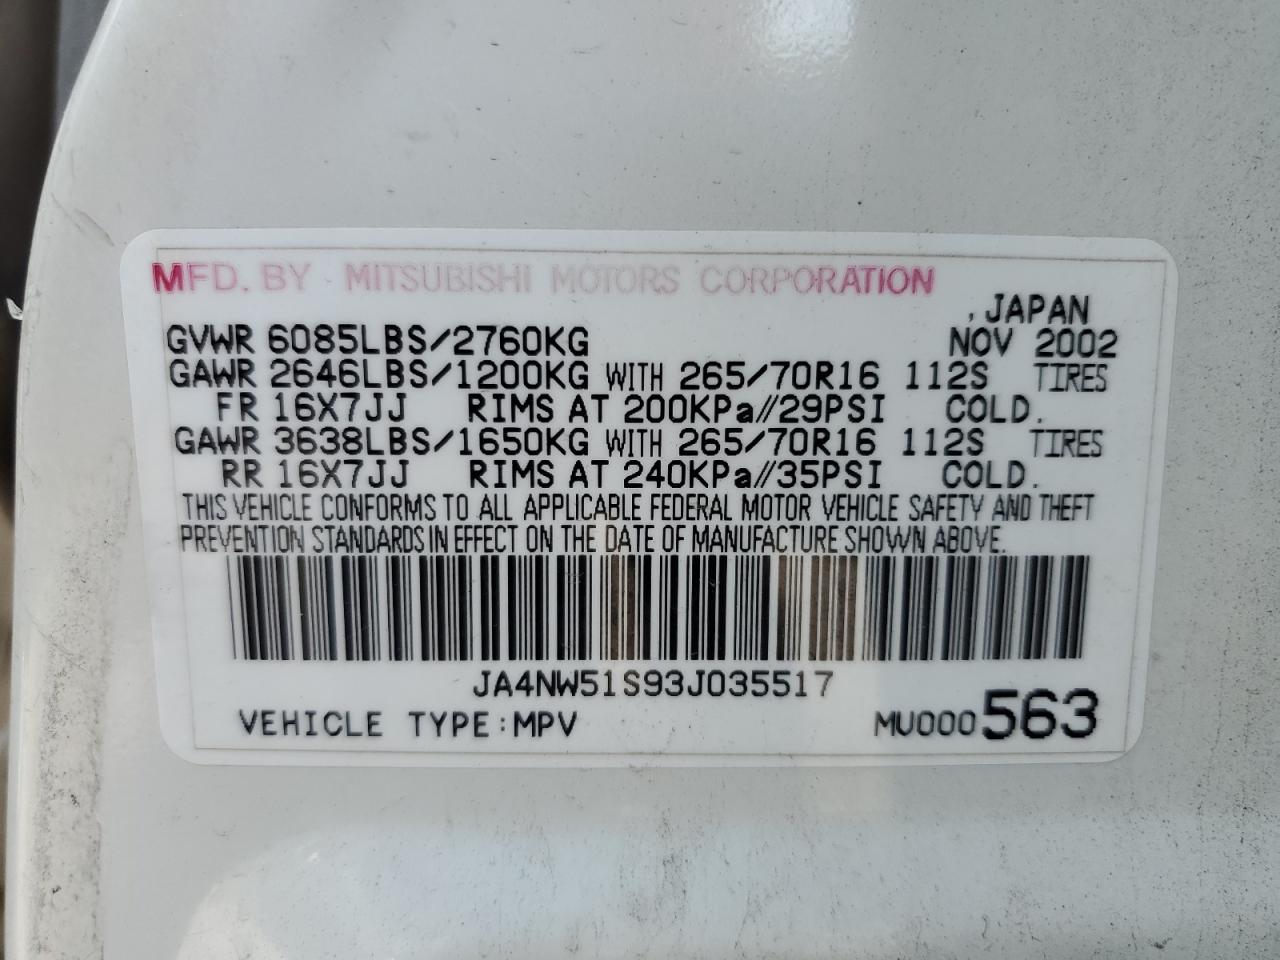 MFD. BY MITSUBISHI MOTORS CORPORATION
, JAPAN
GVWR 6085LBS/2760KG NOV 2002
GAWR 2646LBS/1200KG WITH 265/70R16 112S TIRES
FR 16X7JJ RIMS AT 200KPa//29PSI COLD.
GAWR 3638LBS/1650KG WITH 265/70R16 112S TIRES
RR 16X7JJ RIMS AT 240KPa//35PSI COLD.
THIS VEHICLE CONFORMS TO ALL APPLICABLE FEDERAL MOTOR VEHICLE SAFETY AND THEFT
PREVENTION STANDARDS IN EFFECT ON THE DATE OF MANUFACTURE SHOWN ABOVE.
JA4NW51S93J035517
VEHICLE TYPE:MPV MU000563